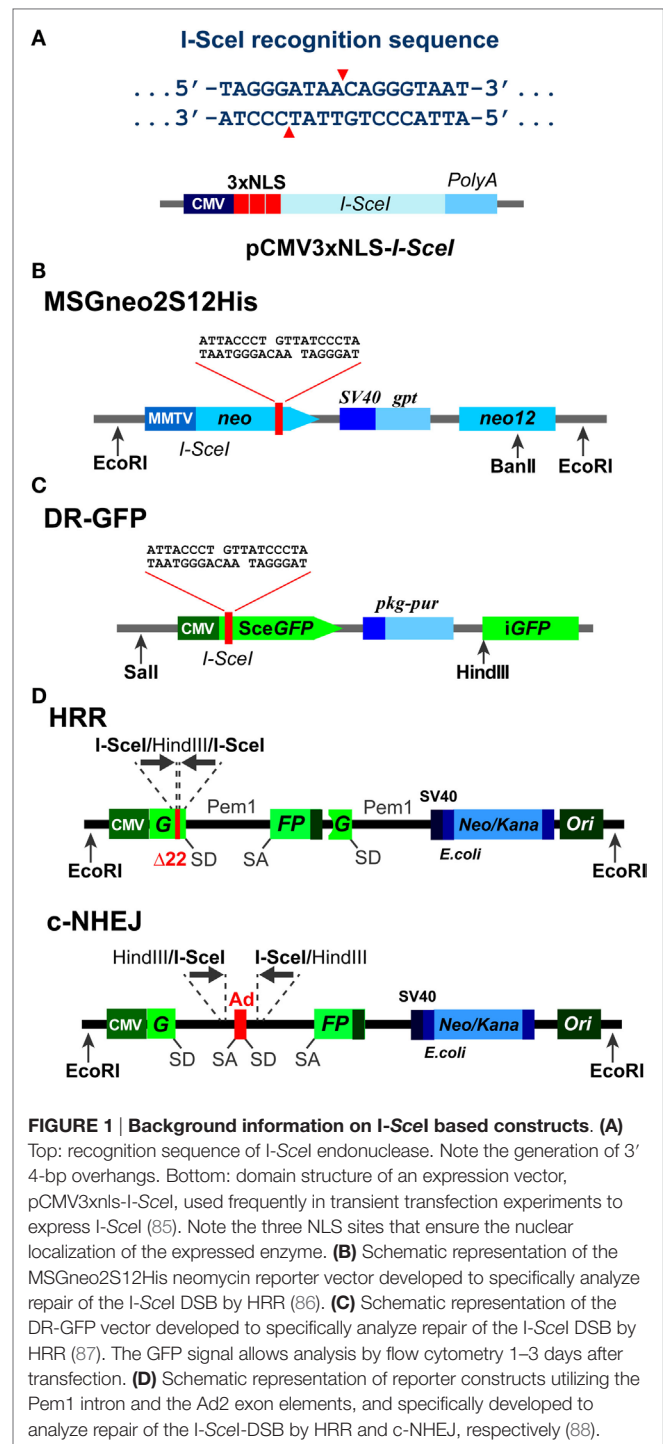 A
I-SceI recognition sequence
...5′-TAGGGATAACAGGGTAAT-3′...
...3′-ATCCCTATTGTCCCATTA-5′...
3xNLS
PolyA
CMV
I-SceI
pCMV3xNLS-I-SceI
B
MSGneo2S12His
ATTACCCT GTTATCCCTA
TAATGGGACAA TAGGGAT
SV40 gpt
MMTV neo neo12
I-SceI
EcoRI
BanII
EcoRI
C
DR-GFP
ATTACCCT GTTATCCCTA
TAATGGGACAA TAGGGAT
pkg-pur
CMV SceGFP iGFP
I-SceI
SalI
HindIII
D
HRR
I-SceI/HindIII/I-SceI
Pem1
Pem1
SV40
CMV G FP G Neo/Kana Ori
Δ22 SD SA SD
E.coli
EcoRI
EcoRI
c-NHEJ
HindIII/I-SceI I-SceI/HindIII
Ad
SV40
CMV G FP Neo/Kana Ori
SD SA SD SA
E.coli
EcoRI
EcoRI
FIGURE 1 | Background information on I-SceI based constructs. (A)
Top: recognition sequence of I-SceI endonuclease. Note the generation of 3′
4-bp overhangs. Bottom: domain structure of an expression vector,
pCMV3xnls-I-SceI, used frequently in transient transfection experiments to
express I-SceI (85). Note the three NLS sites that ensure the nuclear
localization of the expressed enzyme. (B) Schematic representation of the
MSGneo2S12His neomycin reporter vector developed to specifically analyze
repair of the I-SceI DSB by HRR (86). (C) Schematic representation of the
DR-GFP vector developed to specifically analyze repair of the I-SceI DSB by
HRR (87). The GFP signal allows analysis by flow cytometry 1–3 days after
transfection. (D) Schematic representation of reporter constructs utilizing the
Pem1 intron and the Ad2 exon elements, and specifically developed to
analyze repair of the I-SceI-DSB by HRR and c-NHEJ, respectively (88).